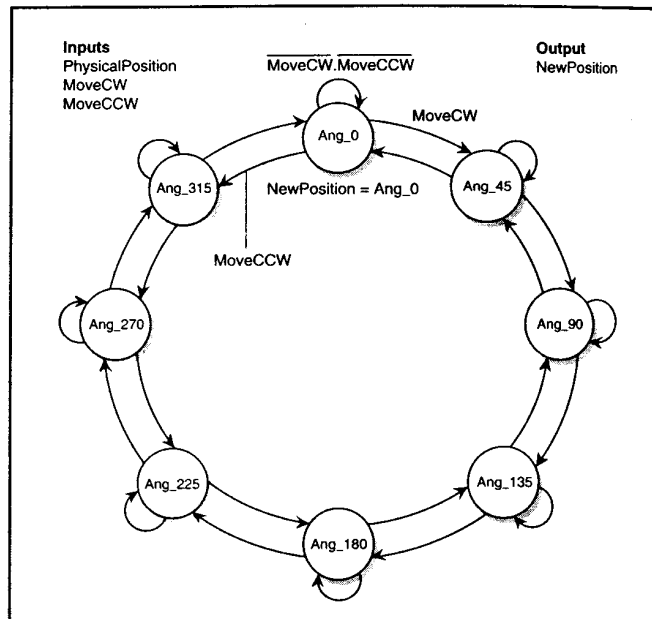 Inputs
PhysicalPosition
MoveCW
MoveCCW
MoveCW.MoveCCW
Output
NewPosition
MoveCW
Ang_0
Ang_315
Ang_45
NewPosition = Ang_0
MoveCCW
Ang_270
Ang_90
Ang_225
Ang_135
Ang_180